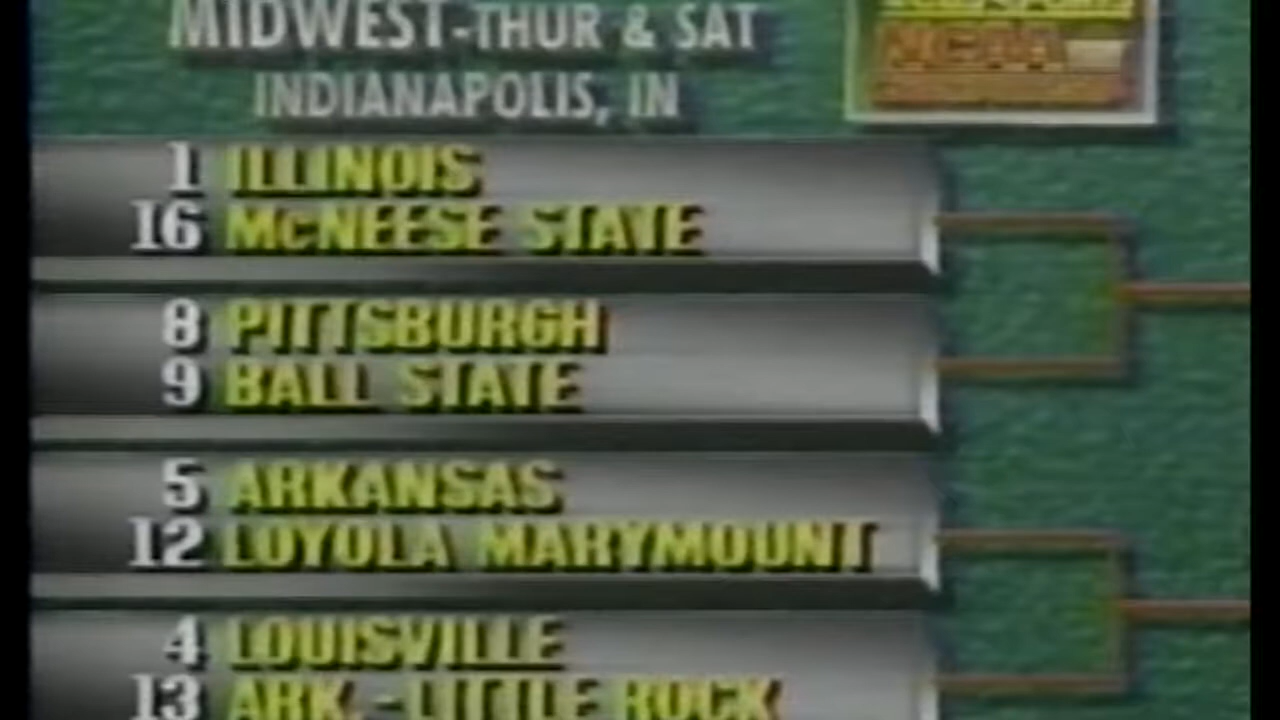 MIDWEST-THUR & SAT
INDIANAPOLIS, IN
NCAA
1 ILLINOIS
16 McNEESE STATE
8 PITTSBURGH
9 BALL STATE
5 ARKANSAS
12 LOYOLA MARYMOUNT
4 LOUISVILLE
13 ARK.-LITTLE ROCK